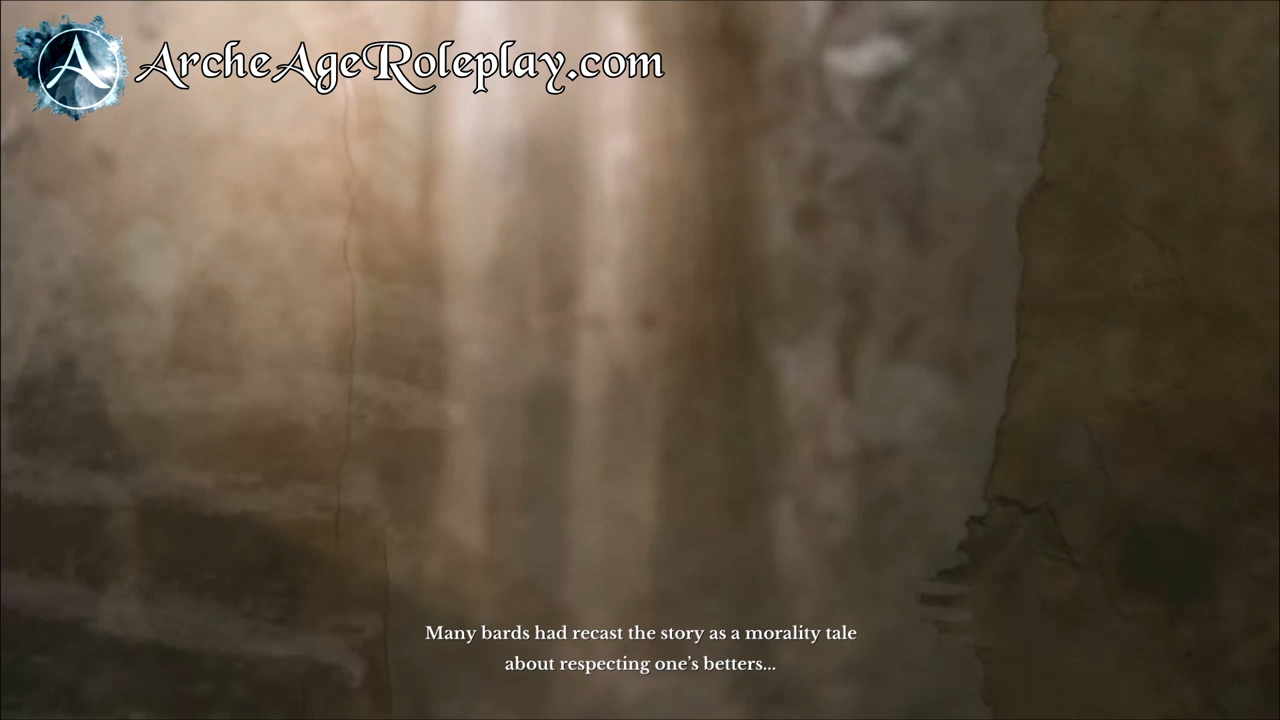 ArcheAgeRoleplay.com
Many bards had recast the story as a morality tale
about respecting one's betters...